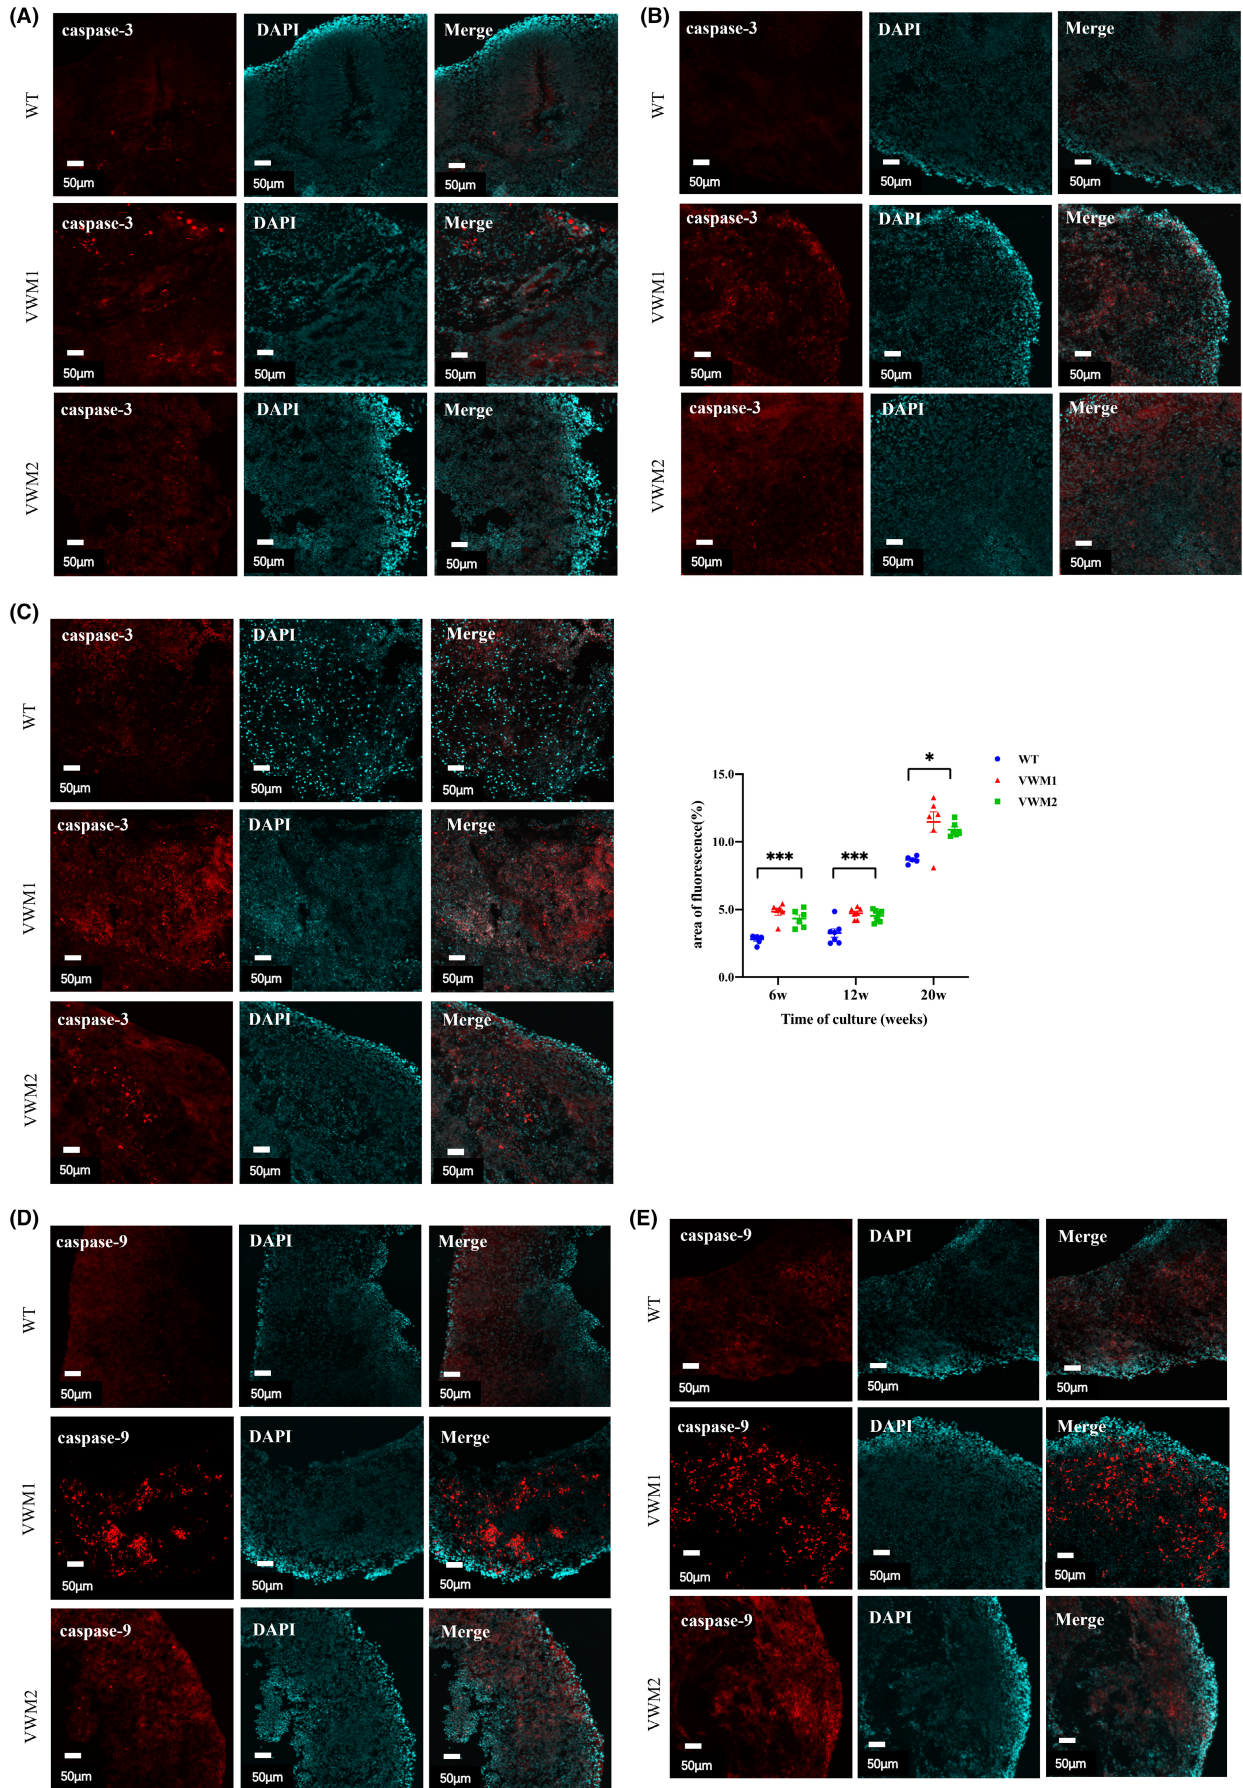 (A)
caspase-3 DAPI Merge
WT
50μm 50μm 50μm
caspase-3 DAPI Merge
VWM1
50μm 50μm 50μm
caspase-3 DAPI Merge
VWM2
50μm 50μm 50μm
(B)
caspase-3 DAPI Merge
WT
50μm 50μm 50μm
caspase-3 DAPI Merge
VWM1
50μm 50μm 50μm
caspase-3 DAPI Merge
VWM2
50μm 50μm 50μm
(C)
caspase-3 DAPI Merge
WT
50μm 50μm 50μm
caspase-3 DAPI Merge
VWM1
50μm 50μm 50μm
caspase-3 DAPI Merge
VWM2
50μm 50μm 50μm
WT
VWM1
VWM2
*
***
***
15.0
10.0
5.0
0.0
area of fluorescence(%)
6w 12w 20w
Time of culture (weeks)
(D)
caspase-9 DAPI Merge
WT
50μm 50μm 50μm
caspase-9 DAPI Merge
VWM1
50μm 50μm 50μm
caspase-9 DAPI Merge
VWM2
50μm 50μm 50μm
(E)
caspase-9 DAPI Merge
WT
50μm 50μm 50μm
caspase-9 DAPI Merge
VWM1
50μm 50μm 50μm
caspase-9 DAPI Merge
VWM2
50μm 50μm 50μm